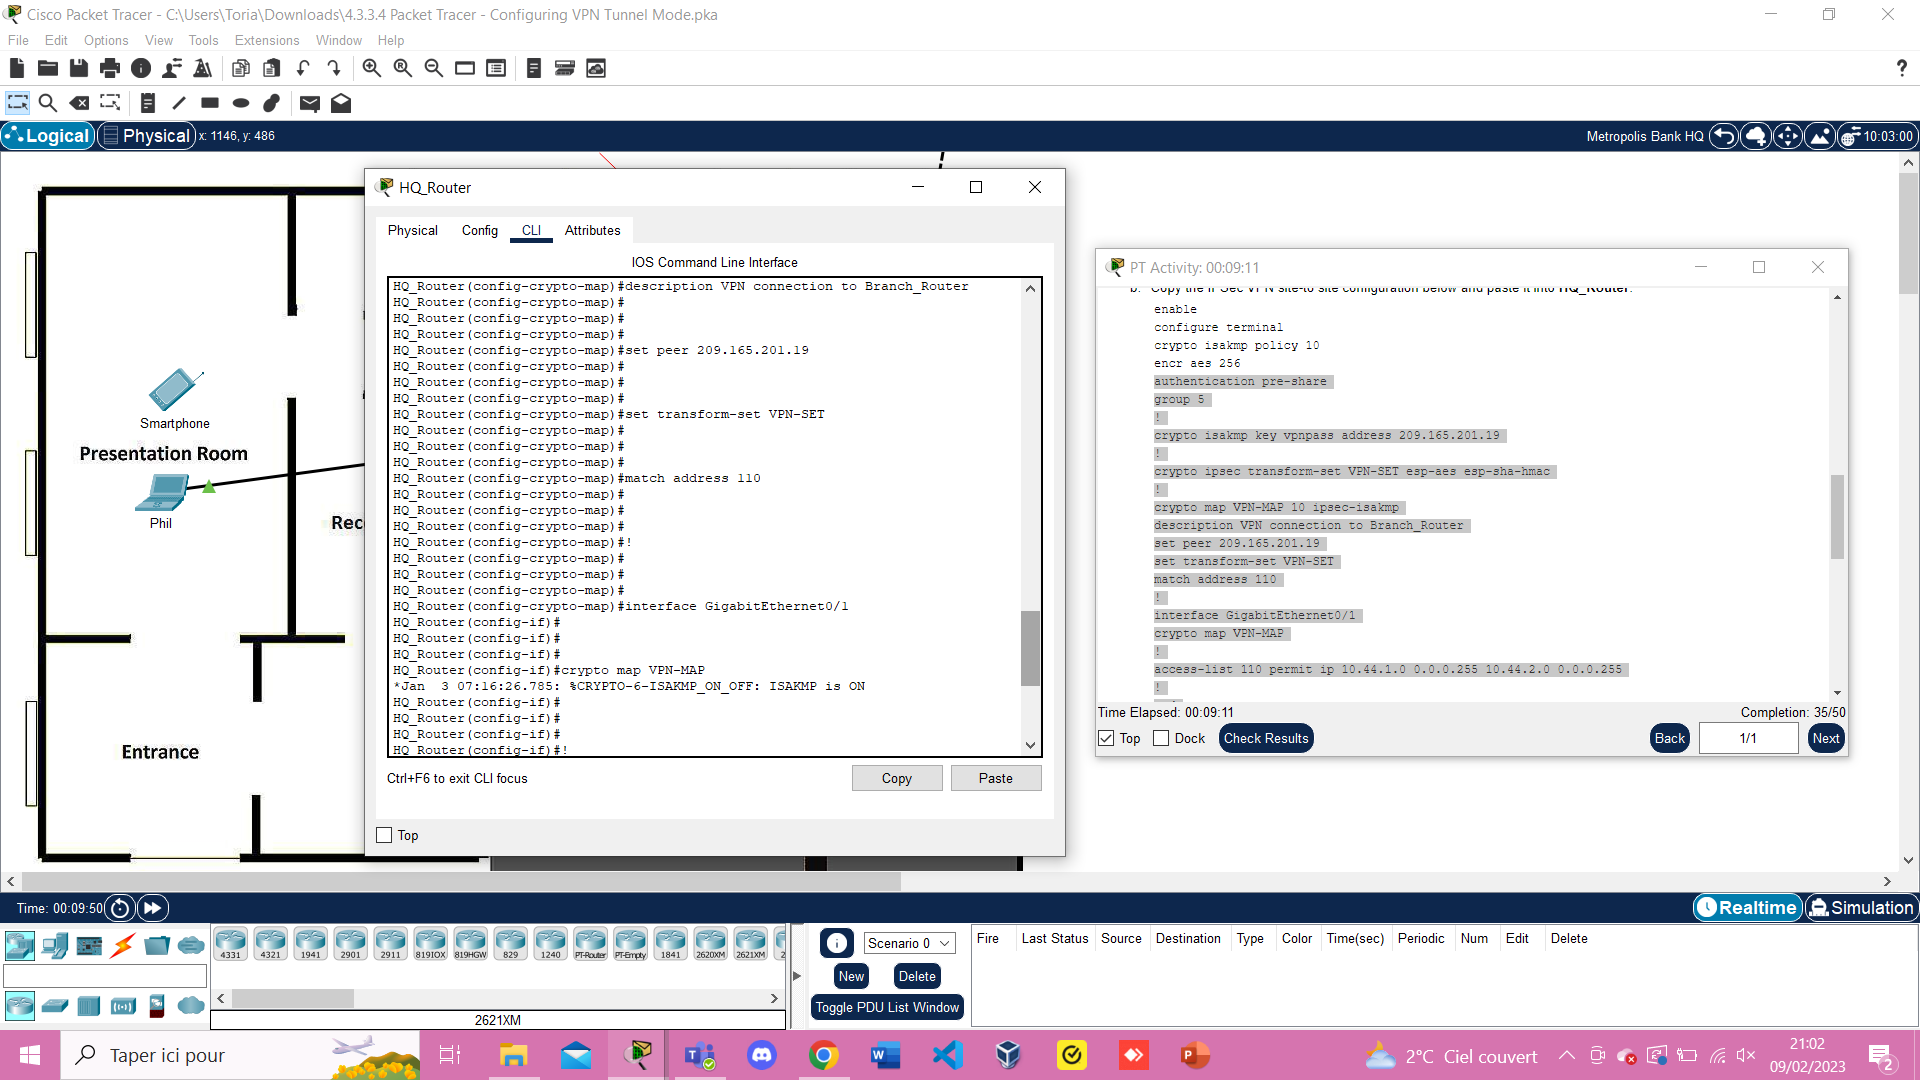 Cisco Packet Tracer - C:\Users\Toria\Downloads\4.3.3.4 Packet Tracer - Configuring VPN Tunnel Mode.pka
File Edit Options View Tools Extensions Window Help
Logical Physical x: 1146, y: 486
Metropolis Bank HQ 10:03:00
Smartphone
Presentation Room
Phil
Rec
Entrance
HQ_Router
Physical Config CLI Attributes
IOS Command Line Interface
HQ_Router(config-crypto-map)#description VPN connection to Branch_Router
HQ_Router(config-crypto-map)#
HQ_Router(config-crypto-map)#
HQ_Router(config-crypto-map)#
HQ_Router(config-crypto-map)#set peer 209.165.201.19
HQ_Router(config-crypto-map)#
HQ_Router(config-crypto-map)#
HQ_Router(config-crypto-map)#
HQ_Router(config-crypto-map)#set transform-set VPN-SET
HQ_Router(config-crypto-map)#
HQ_Router(config-crypto-map)#
HQ_Router(config-crypto-map)#
HQ_Router(config-crypto-map)#match address 110
HQ_Router(config-crypto-map)#
HQ_Router(config-crypto-map)#
HQ_Router(config-crypto-map)#
HQ_Router(config-crypto-map)#!
HQ_Router(config-crypto-map)#
HQ_Router(config-crypto-map)#
HQ_Router(config-crypto-map)#
HQ_Router(config-crypto-map)#interface GigabitEthernet0/1
HQ_Router(config-if)#
HQ_Router(config-if)#
HQ_Router(config-if)#
HQ_Router(config-if)#crypto map VPN-MAP
*Jan  3 07:16:26.785: %CRYPTO-6-ISAKMP_ON_OFF: ISAKMP is ON
HQ_Router(config-if)#
HQ_Router(config-if)#
HQ_Router(config-if)#
HQ_Router(config-if)#!
Ctrl+F6 to exit CLI focus
Copy Paste
Top
PT Activity: 00:09:11
b. Copy the IP Sec VPN site-to site configuration below and paste it into HQ_Router.
enable
configure terminal
crypto isakmp policy 10
encr aes 256
authentication pre-share
group 5
!
crypto isakmp key vpnpass address 209.165.201.19
!
crypto ipsec transform-set VPN-SET esp-aes esp-sha-hmac
!
crypto map VPN-MAP 10 ipsec-isakmp
description VPN connection to Branch_Router
set peer 209.165.201.19
set transform-set VPN-SET
match address 110
!
interface GigabitEthernet0/1
crypto map VPN-MAP
!
access-list 110 permit ip 10.44.1.0 0.0.0.255 10.44.2.0 0.0.0.255
!
Time Elapsed: 00:09:11 Completion: 35/50
Top Dock Check Results Back 1/1 Next
Time: 00:09:50 Realtime Simulation
4331 4321 1941 2901 2911 819IOX 819HGW 829 1240 PT-Router PT-Empty 1841 2620XM 2621XM 2
2621XM
Scenario 0
New Delete
Toggle PDU List Window
Fire Last Status Source Destination Type Color Time(sec) Periodic Num Edit Delete
Taper ici pour
2°C Ciel couvert
21:02
09/02/2023
2